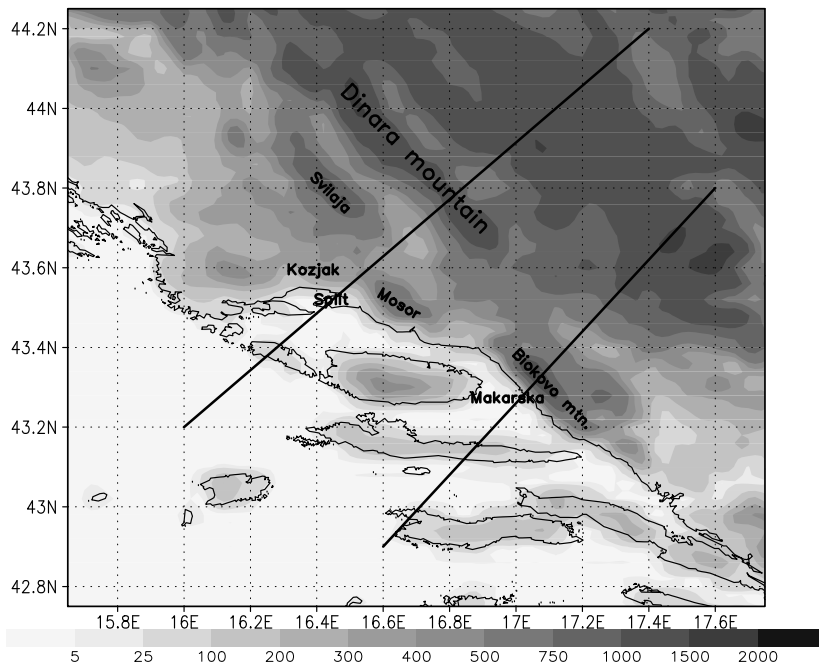 44.2N
44N
43.8N
43.6N
43.4N
43.2N
43N
42.8N
Dinara mountain
Svilaja
Kozjak
Split
Mosor
Biokovo mtn.
Makarska
15.8E 16E 16.2E 16.4E 16.6E 16.8E 17E 17.2E 17.4E 17.6E
5 25 100 200 300 400 500 750 1000 1500 2000